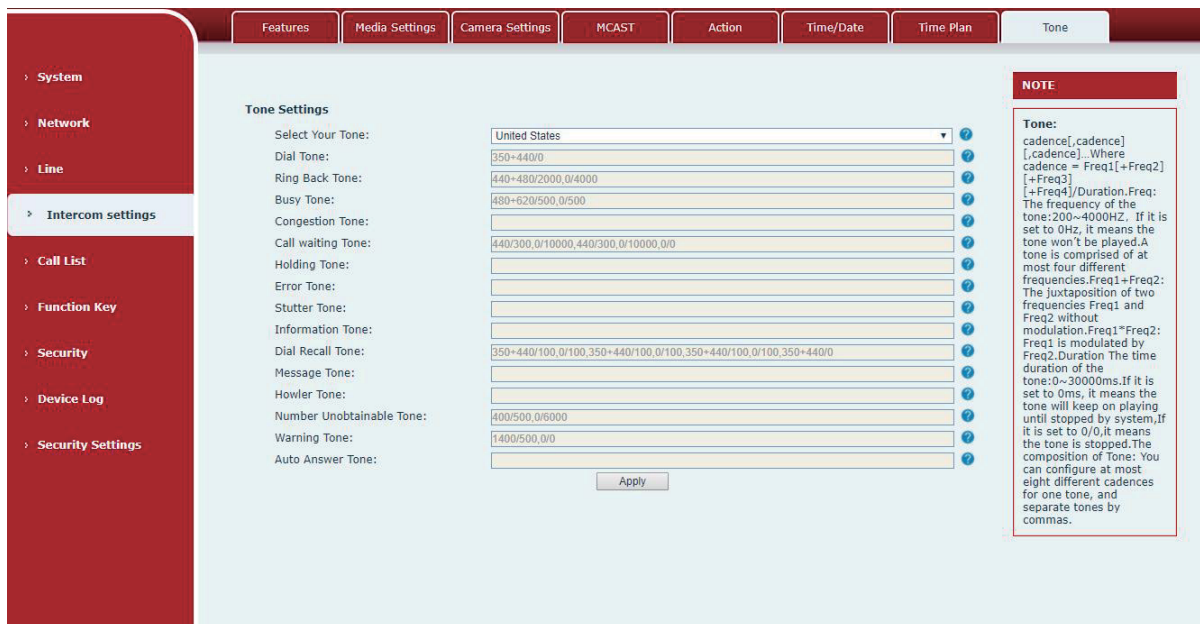 Features
Media Settings
Camera Settings
MCAST
Action
Time/Date
Time Plan
Tone
› System
› Network
› Line
› Intercom settings
› Call List
› Function Key
› Security
› Device Log
› Security Settings
Tone Settings
Select Your Tone: United States
Dial Tone: 350+440/0
Ring Back Tone: 440+480/2000,0/4000
Busy Tone: 480+620/500,0/500
Congestion Tone:
Call waiting Tone: 440/300,0/10000,440/300,0/10000,0/0
Holding Tone:
Error Tone:
Stutter Tone:
Information Tone:
Dial Recall Tone: 350+440/100,0/100,350+440/100,0/100,350+440/100,0/100,350+440/0
Message Tone:
Howler Tone:
Number Unobtainable Tone: 400/500,0/6000
Warning Tone: 1400/500,0/0
Auto Answer Tone:
Apply
NOTE
Tone:
cadence[,cadence]
[,cadence]...Where
cadence = Freq1[+Freq2]
[+Freq3]
[+Freq4]/Duration.Freq:
The frequency of the
tone:200~4000HZ, If it is
set to 0Hz, it means the
tone won't be played.A
tone is comprised of at
most four different
frequencies.Freq1+Freq2:
The juxtaposition of two
frequencies Freq1 and
Freq2 without
modulation.Freq1*Freq2:
Freq1 is modulated by
Freq2.Duration The time
duration of the
tone:0~30000ms.If it is
set to 0ms, it means the
tone will keep on playing
until stopped by system,If
it is set to 0/0,it means
the tone is stopped.The
composition of Tone: You
can configure at most
eight different cadences
for one tone, and
separate tones by
commas.